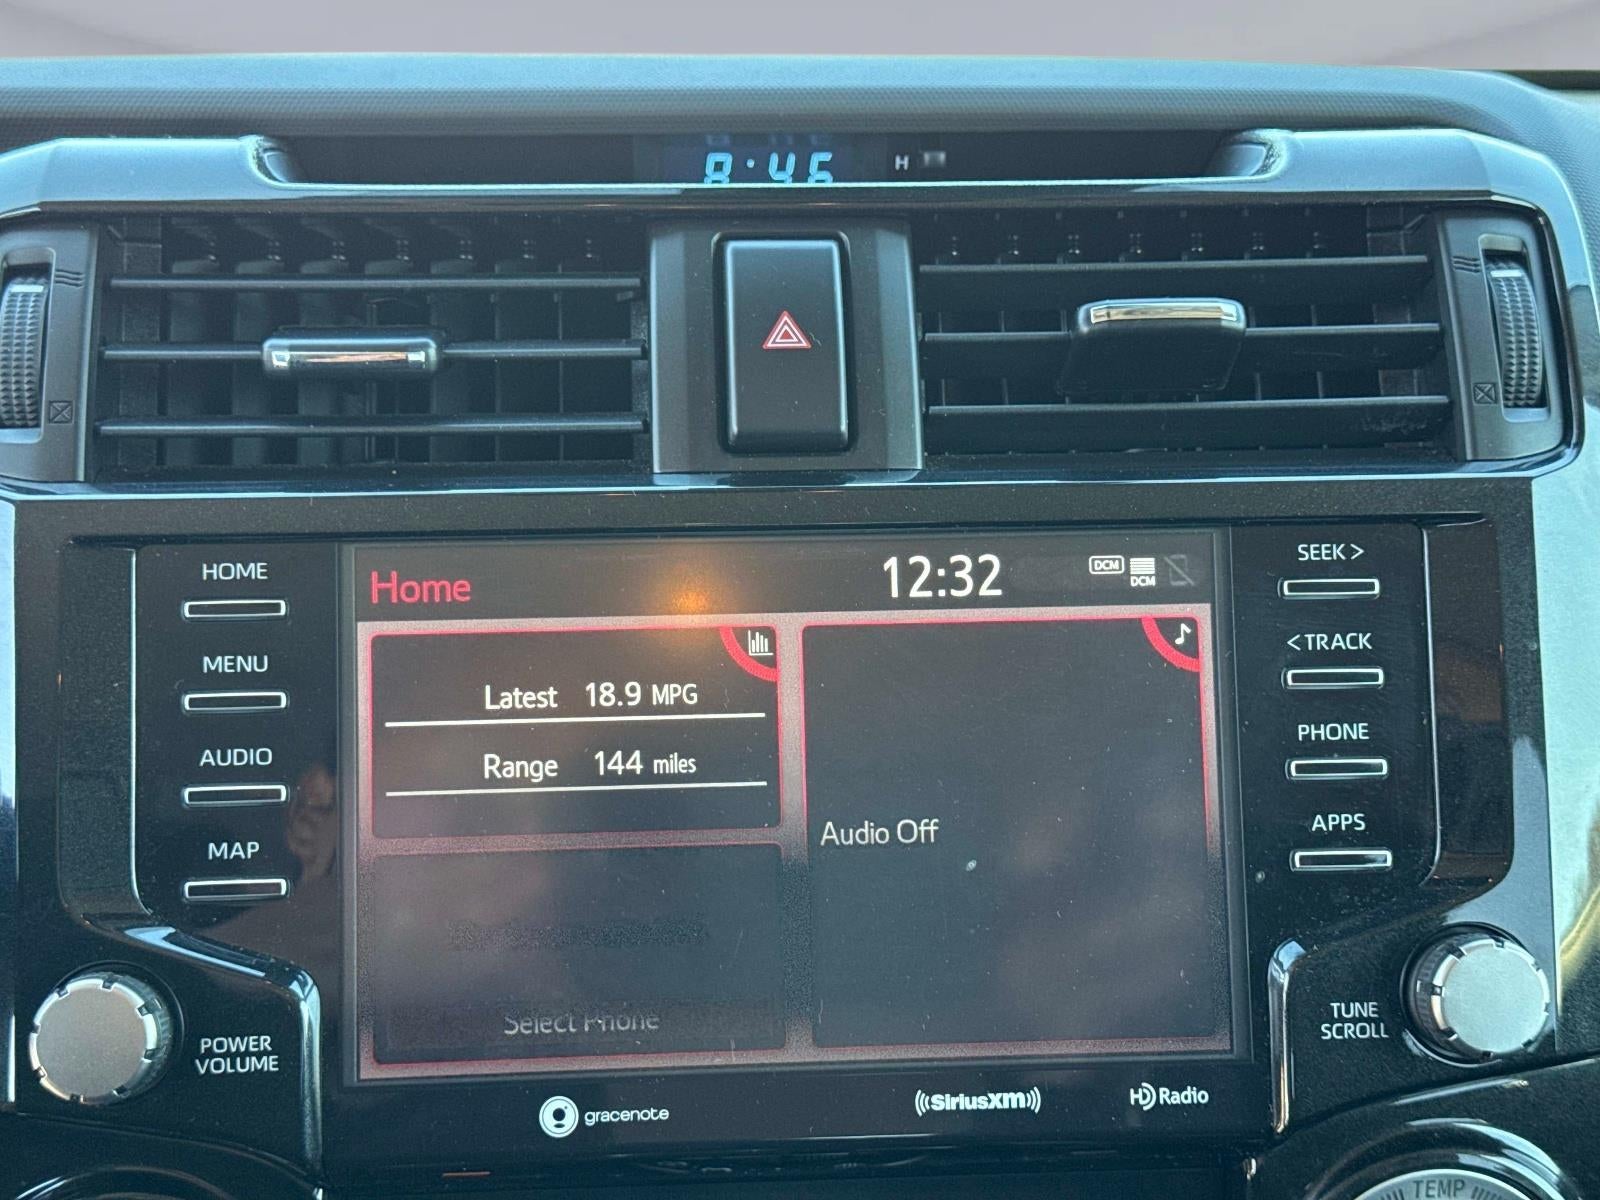 8:46 H
HOME
MENU
AUDIO
MAP
POWER
VOLUME
Home 12:32 DCM
DCM
Latest 18.9 MPG
Range 144 miles
Audio Off
Select Phone
gracenote
((SiriusXM))
HD Radio
SEEK >
< TRACK
PHONE
APPS
TUNE
SCROLL
TEMP